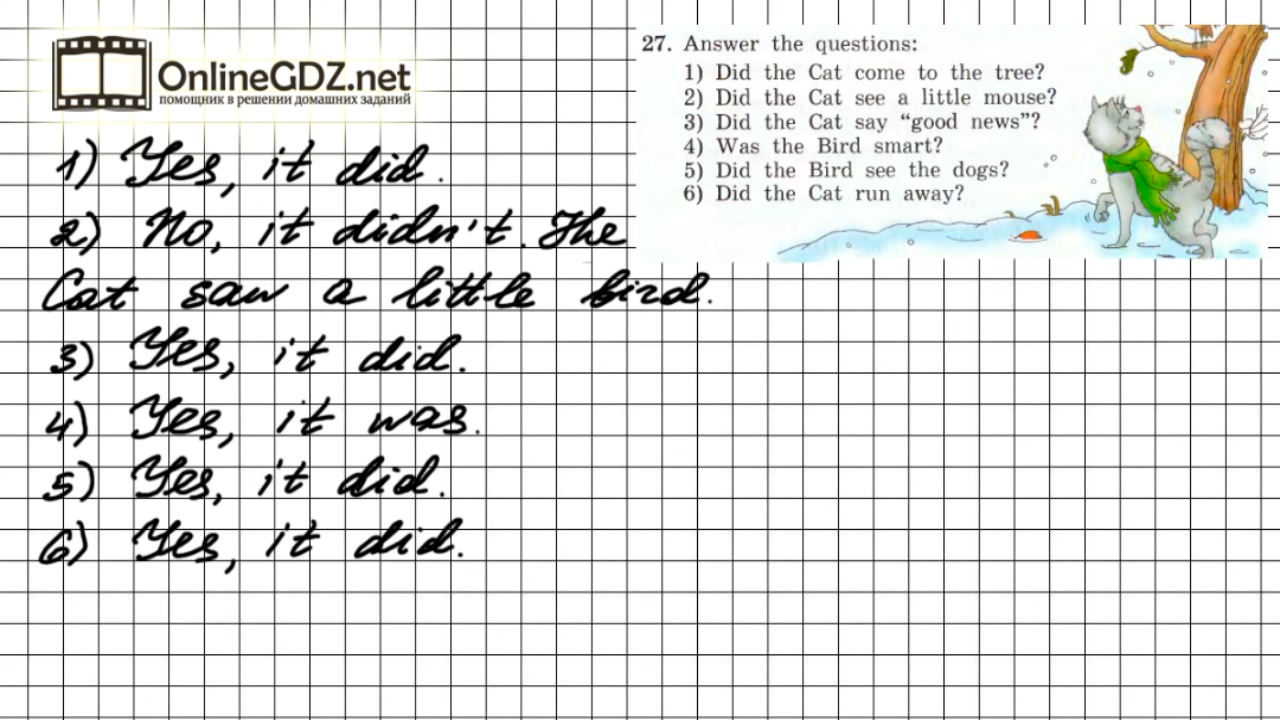 OnlineGDZ.net
помощник в решении домашних заданий
27. Answer the questions:
1) Did the Cat come to the tree?
2) Did the Cat see a little mouse?
3) Did the Cat say “good news”?
4) Was the Bird smart?
5) Did the Bird see the dogs?
6) Did the Cat run away?
1) Yes, it did.
2) No, it didn't. The
Cat saw a little bird.
3) Yes, it did.
4) Yes, it was.
5) Yes, it did.
6) Yes, it did.